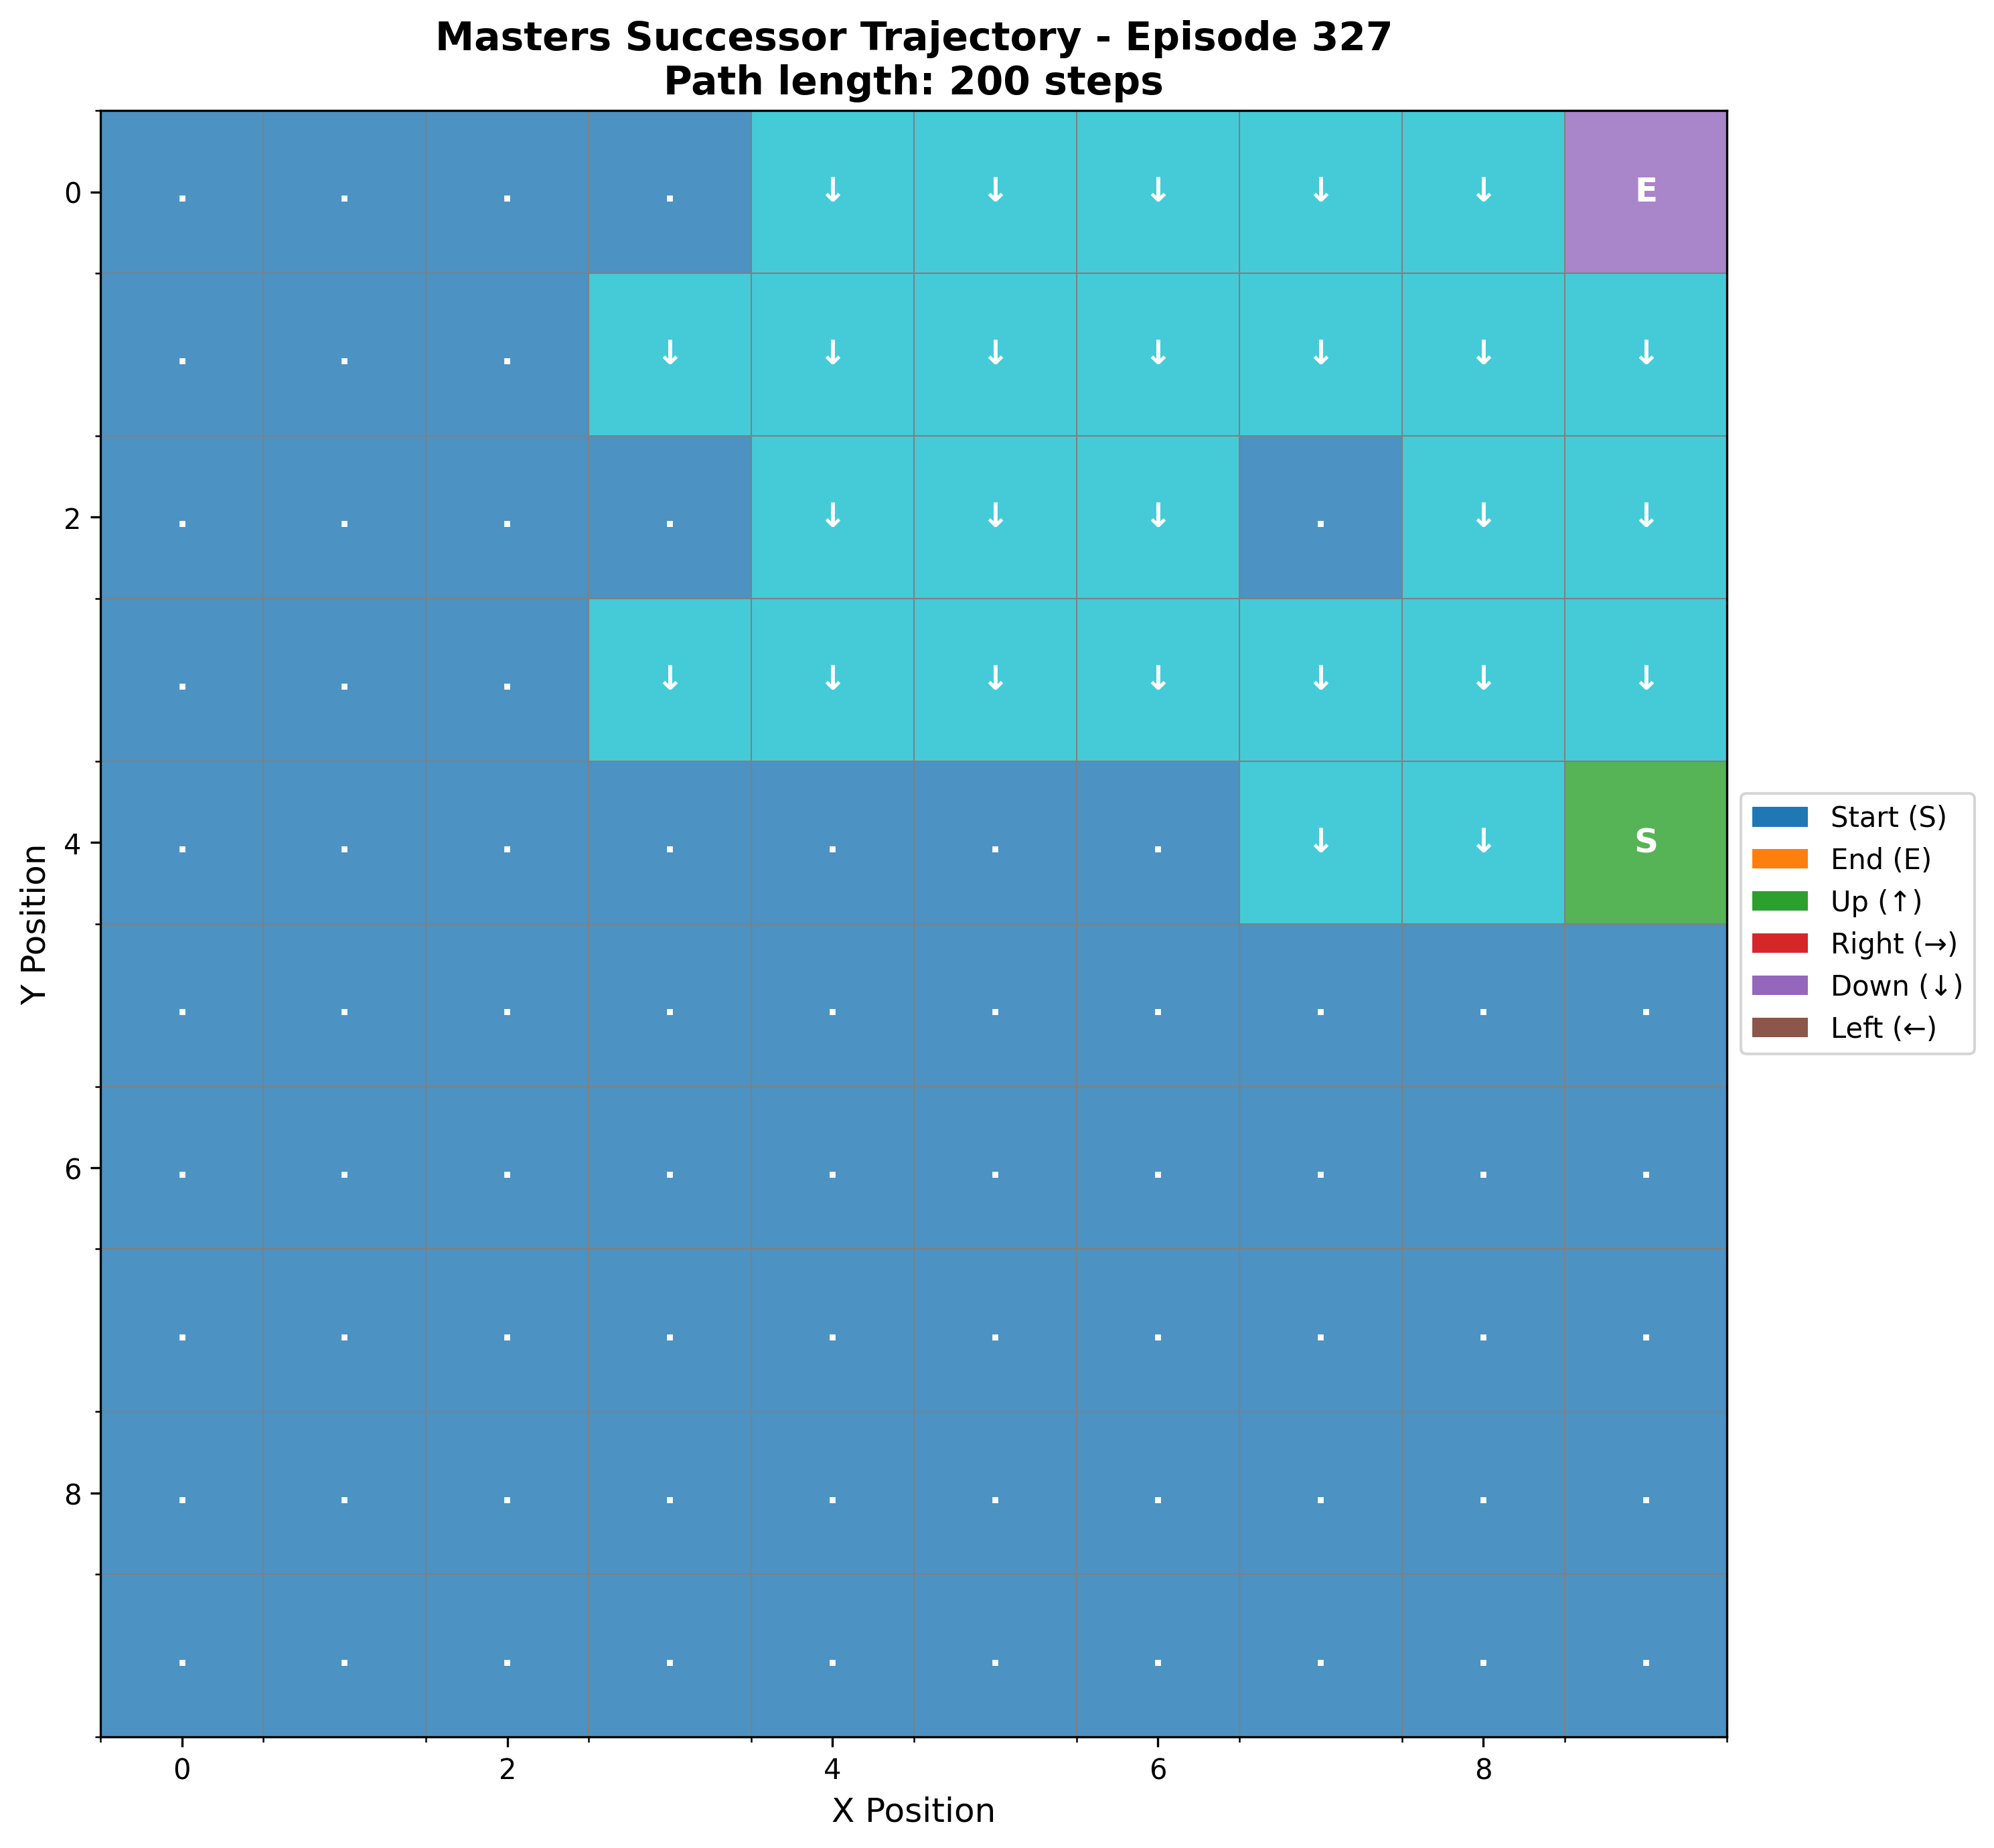 Masters Successor Trajectory - Episode 327
Path length: 200 steps
0 . . . . ↓ ↓ ↓ ↓ ↓ E
. . . ↓ ↓ ↓ ↓ ↓ ↓ ↓
2 . . . . ↓ ↓ ↓ . ↓ ↓
. . . ↓ ↓ ↓ ↓ ↓ ↓ ↓
4 . . . . . . . ↓ ↓ S
. . . . . . . . . .
6 . . . . . . . . . .
. . . . . . . . . .
8 . . . . . . . . . .
. . . . . . . . . .
0 2 4 6 8
X Position
Y Position
Start (S)
End (E)
Up (↑)
Right (→)
Down (↓)
Left (←)